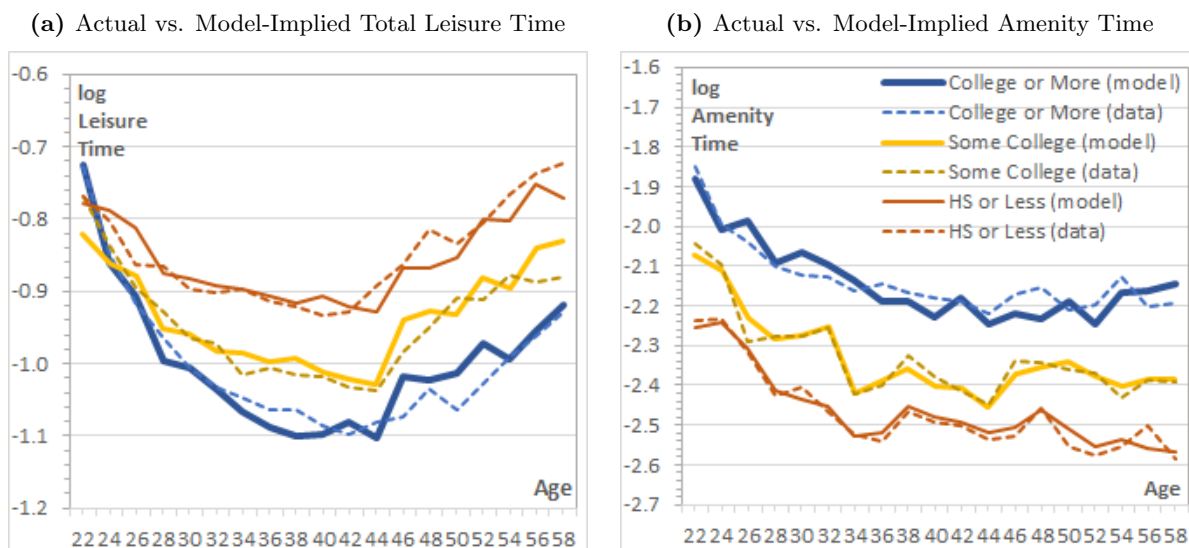 (a) Actual vs. Model-Implied Total Leisure Time
-0.6
-0.7
-0.8
-0.9
-1.0
-1.1
-1.2
log
Leisure
Time
Age
22 24 26 28 30 32 34 36 38 40 42 44 46 48 50 52 54 56 58
(b) Actual vs. Model-Implied Amenity Time
-1.6
-1.7
-1.8
-1.9
-2.0
-2.1
-2.2
-2.3
-2.4
-2.5
-2.6
-2.7
log
Amenity
Time
College or More (model)
College or More (data)
Some College (model)
Some College (data)
HS or Less (model)
HS or Less (data)
Age
22 24 26 28 30 32 34 36 38 40 42 44 46 48 50 52 54 56 58